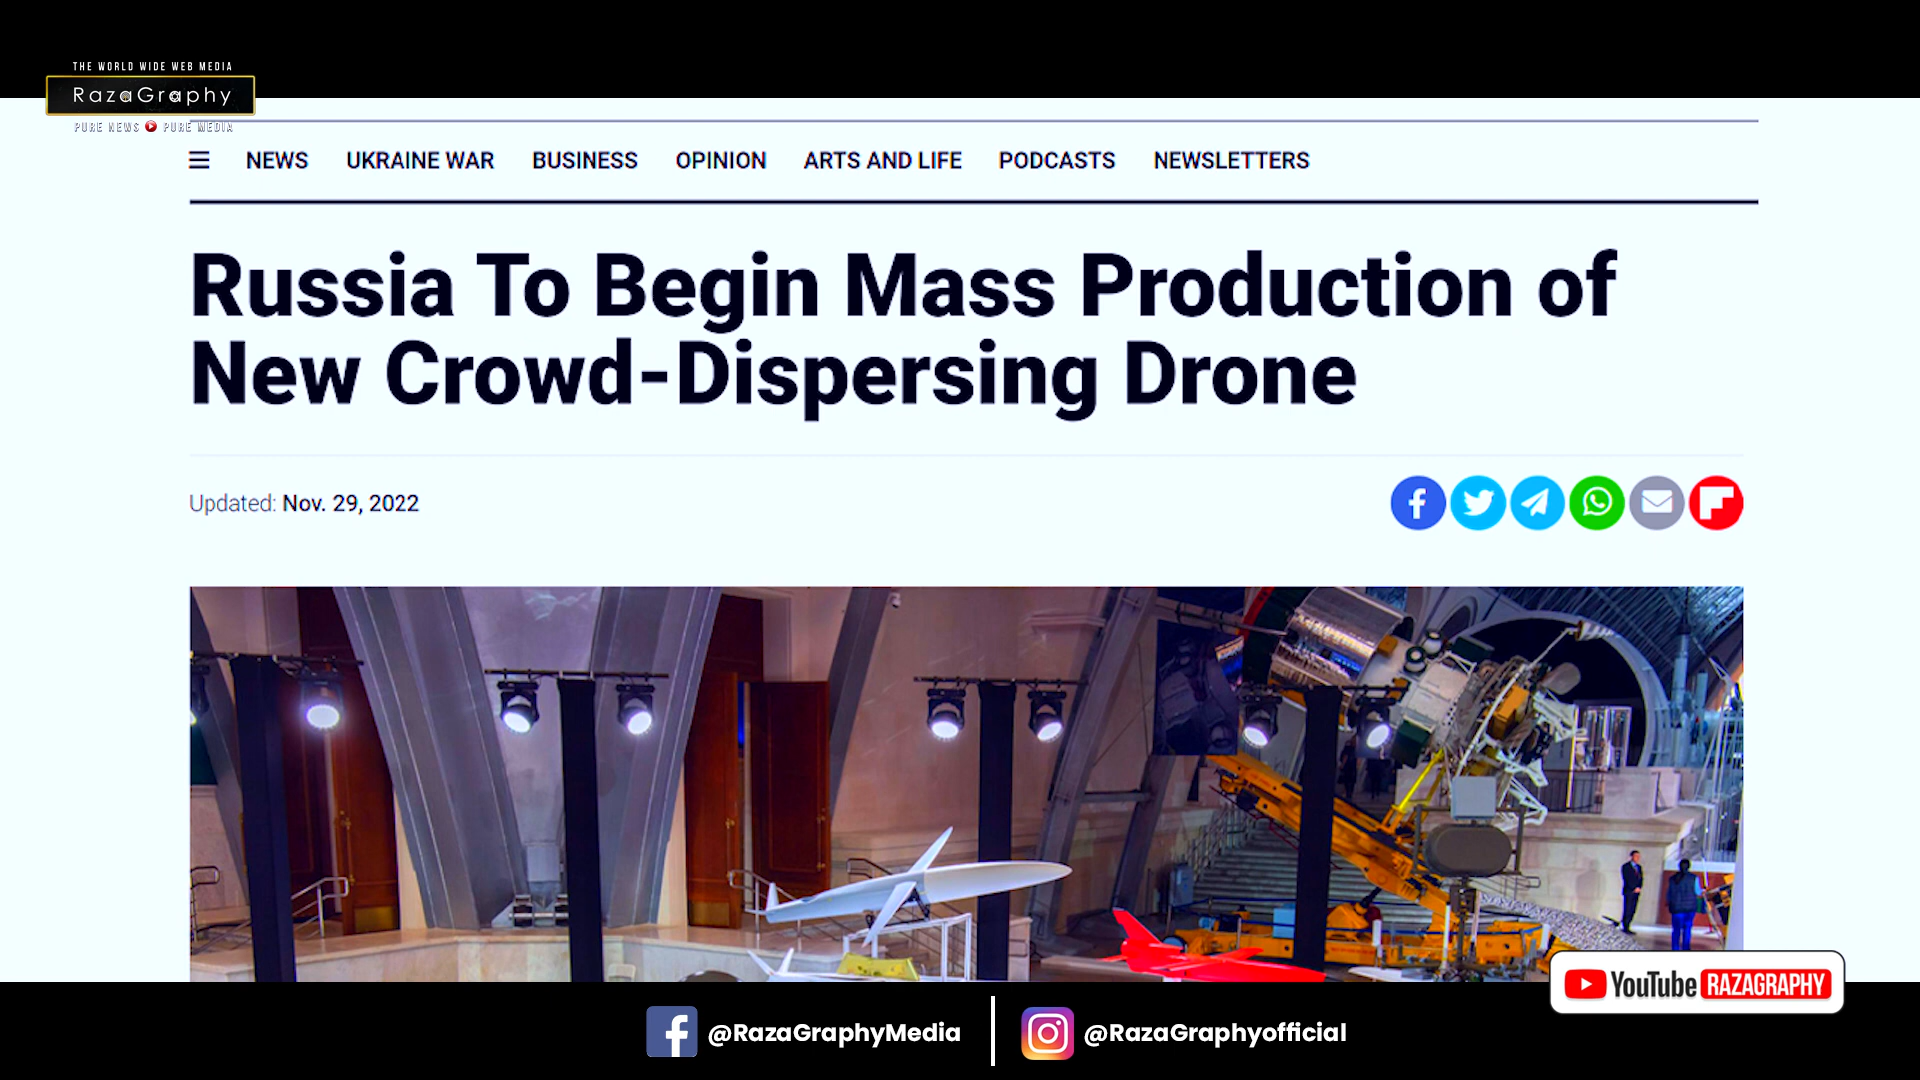 THE WORLD WIDE WEB MEDIA
RazaGraphy
PURE NEWS PURE MEDIA
NEWS UKRAINE WAR BUSINESS OPINION ARTS AND LIFE PODCASTS NEWSLETTERS
Russia To Begin Mass Production of
New Crowd-Dispersing Drone
Updated: Nov. 29, 2022
YouTube RAZAGRAPHY
@RazaGraphyMedia @RazaGraphyofficial